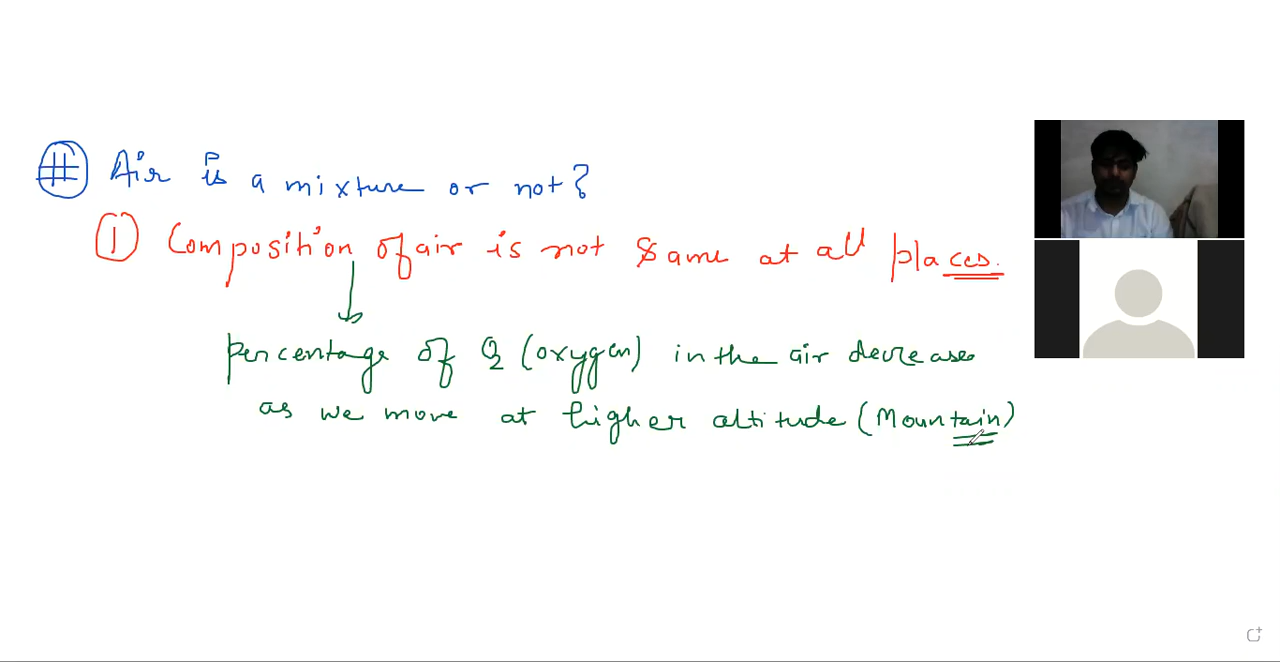 # Air is a mixture or not?
1 Composition of air is not same at all places.
percentage of O2 (oxygen) in the air decreases
as we move at higher altitude (Mountain)